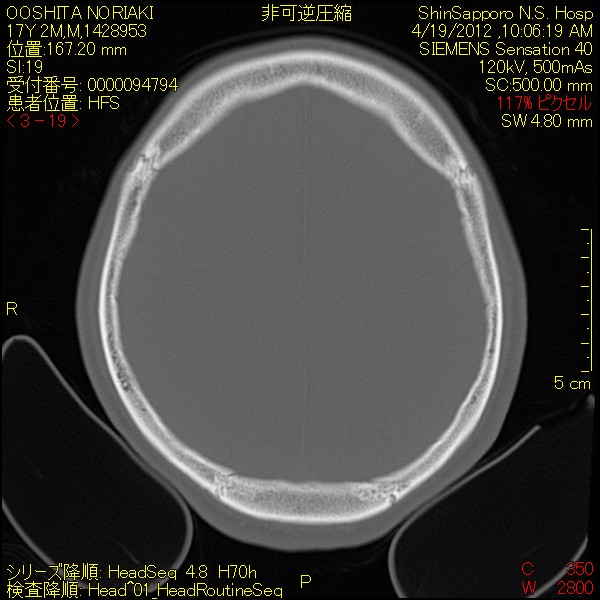 OOSHITA NORIAKI
17Y 2M,M,1428953
位置:167.20 mm
SI:19
受付番号: 0000094794
患者位置: HFS
<3-19>
非可逆圧縮
ShinSapporo N.S. Hosp
4/19/2012 ,10:06:19 AM
SIEMENS Sensation 40
120kV, 500mAs
SC:500.00 mm
117% ピクセル
SW 4.80 mm
R
5 cm
シリーズ降順: HeadSeq 4.8 H70h
検査降順: Head^01_HeadRoutineSeq
P
C 350
W 2800